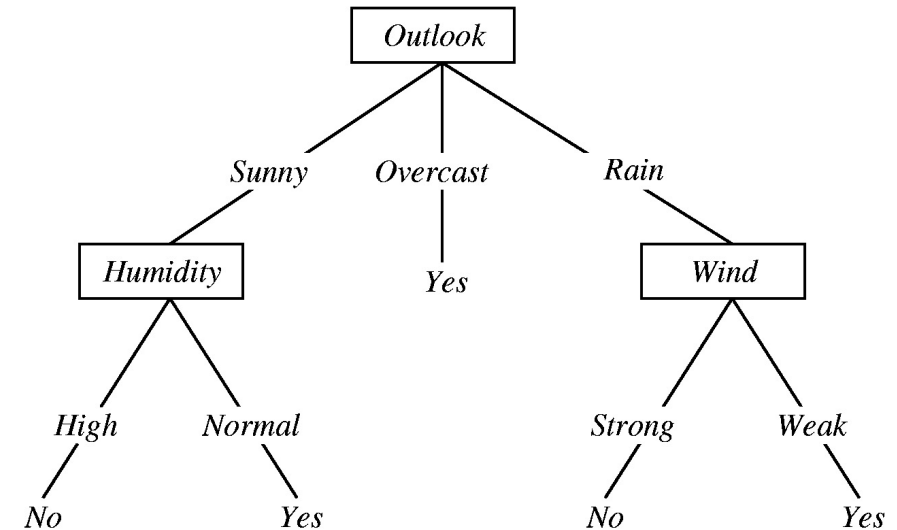 Outlook
Sunny Overcast Rain
Humidity Yes Wind
High Normal Strong Weak
No Yes No Yes